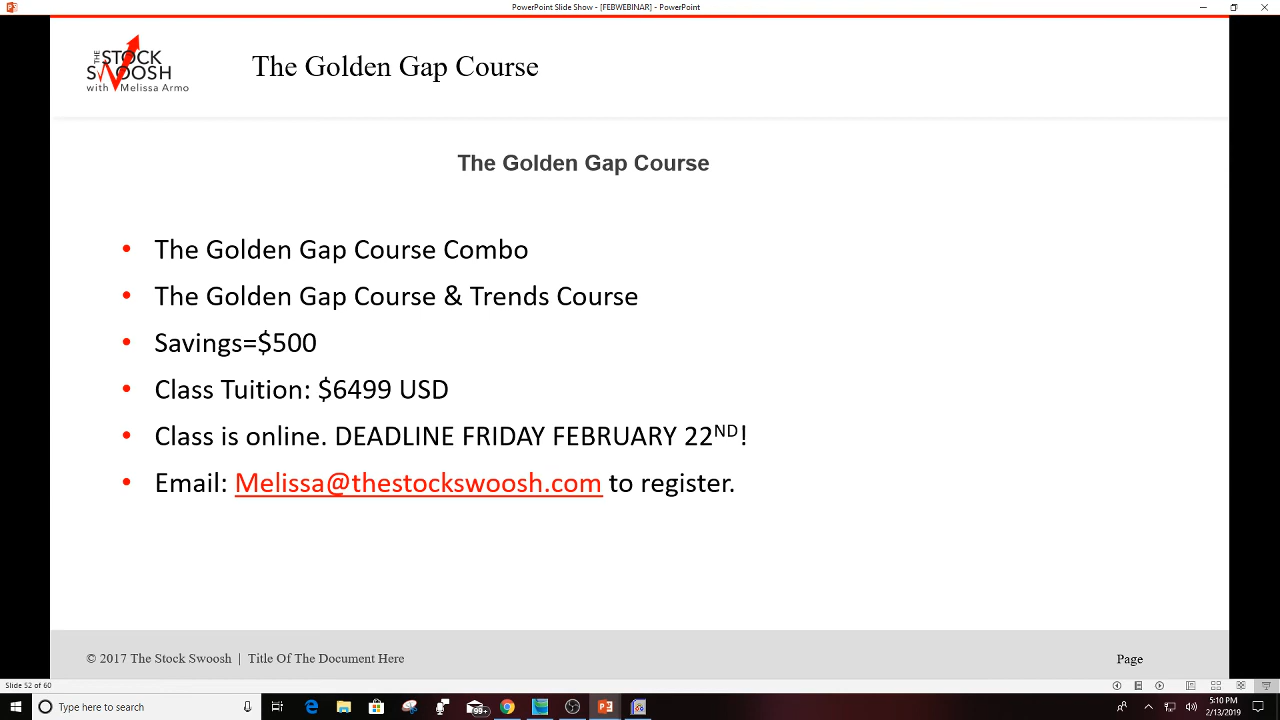 PowerPoint Slide Show - [FEBWEBINAR] - PowerPoint
THE STOCK SWOOSH
with Melissa Armo
The Golden Gap Course
The Golden Gap Course
• The Golden Gap Course Combo
• The Golden Gap Course & Trends Course
• Savings=$500
• Class Tuition: $6499 USD
• Class is online. DEADLINE FRIDAY FEBRUARY 22ND!
• Email: Melissa@thestockswoosh.com to register.
© 2017 The Stock Swoosh | Title Of The Document Here
Page
Slide 52 of 60
Type here to search
99+
5:10 PM
2/13/2019